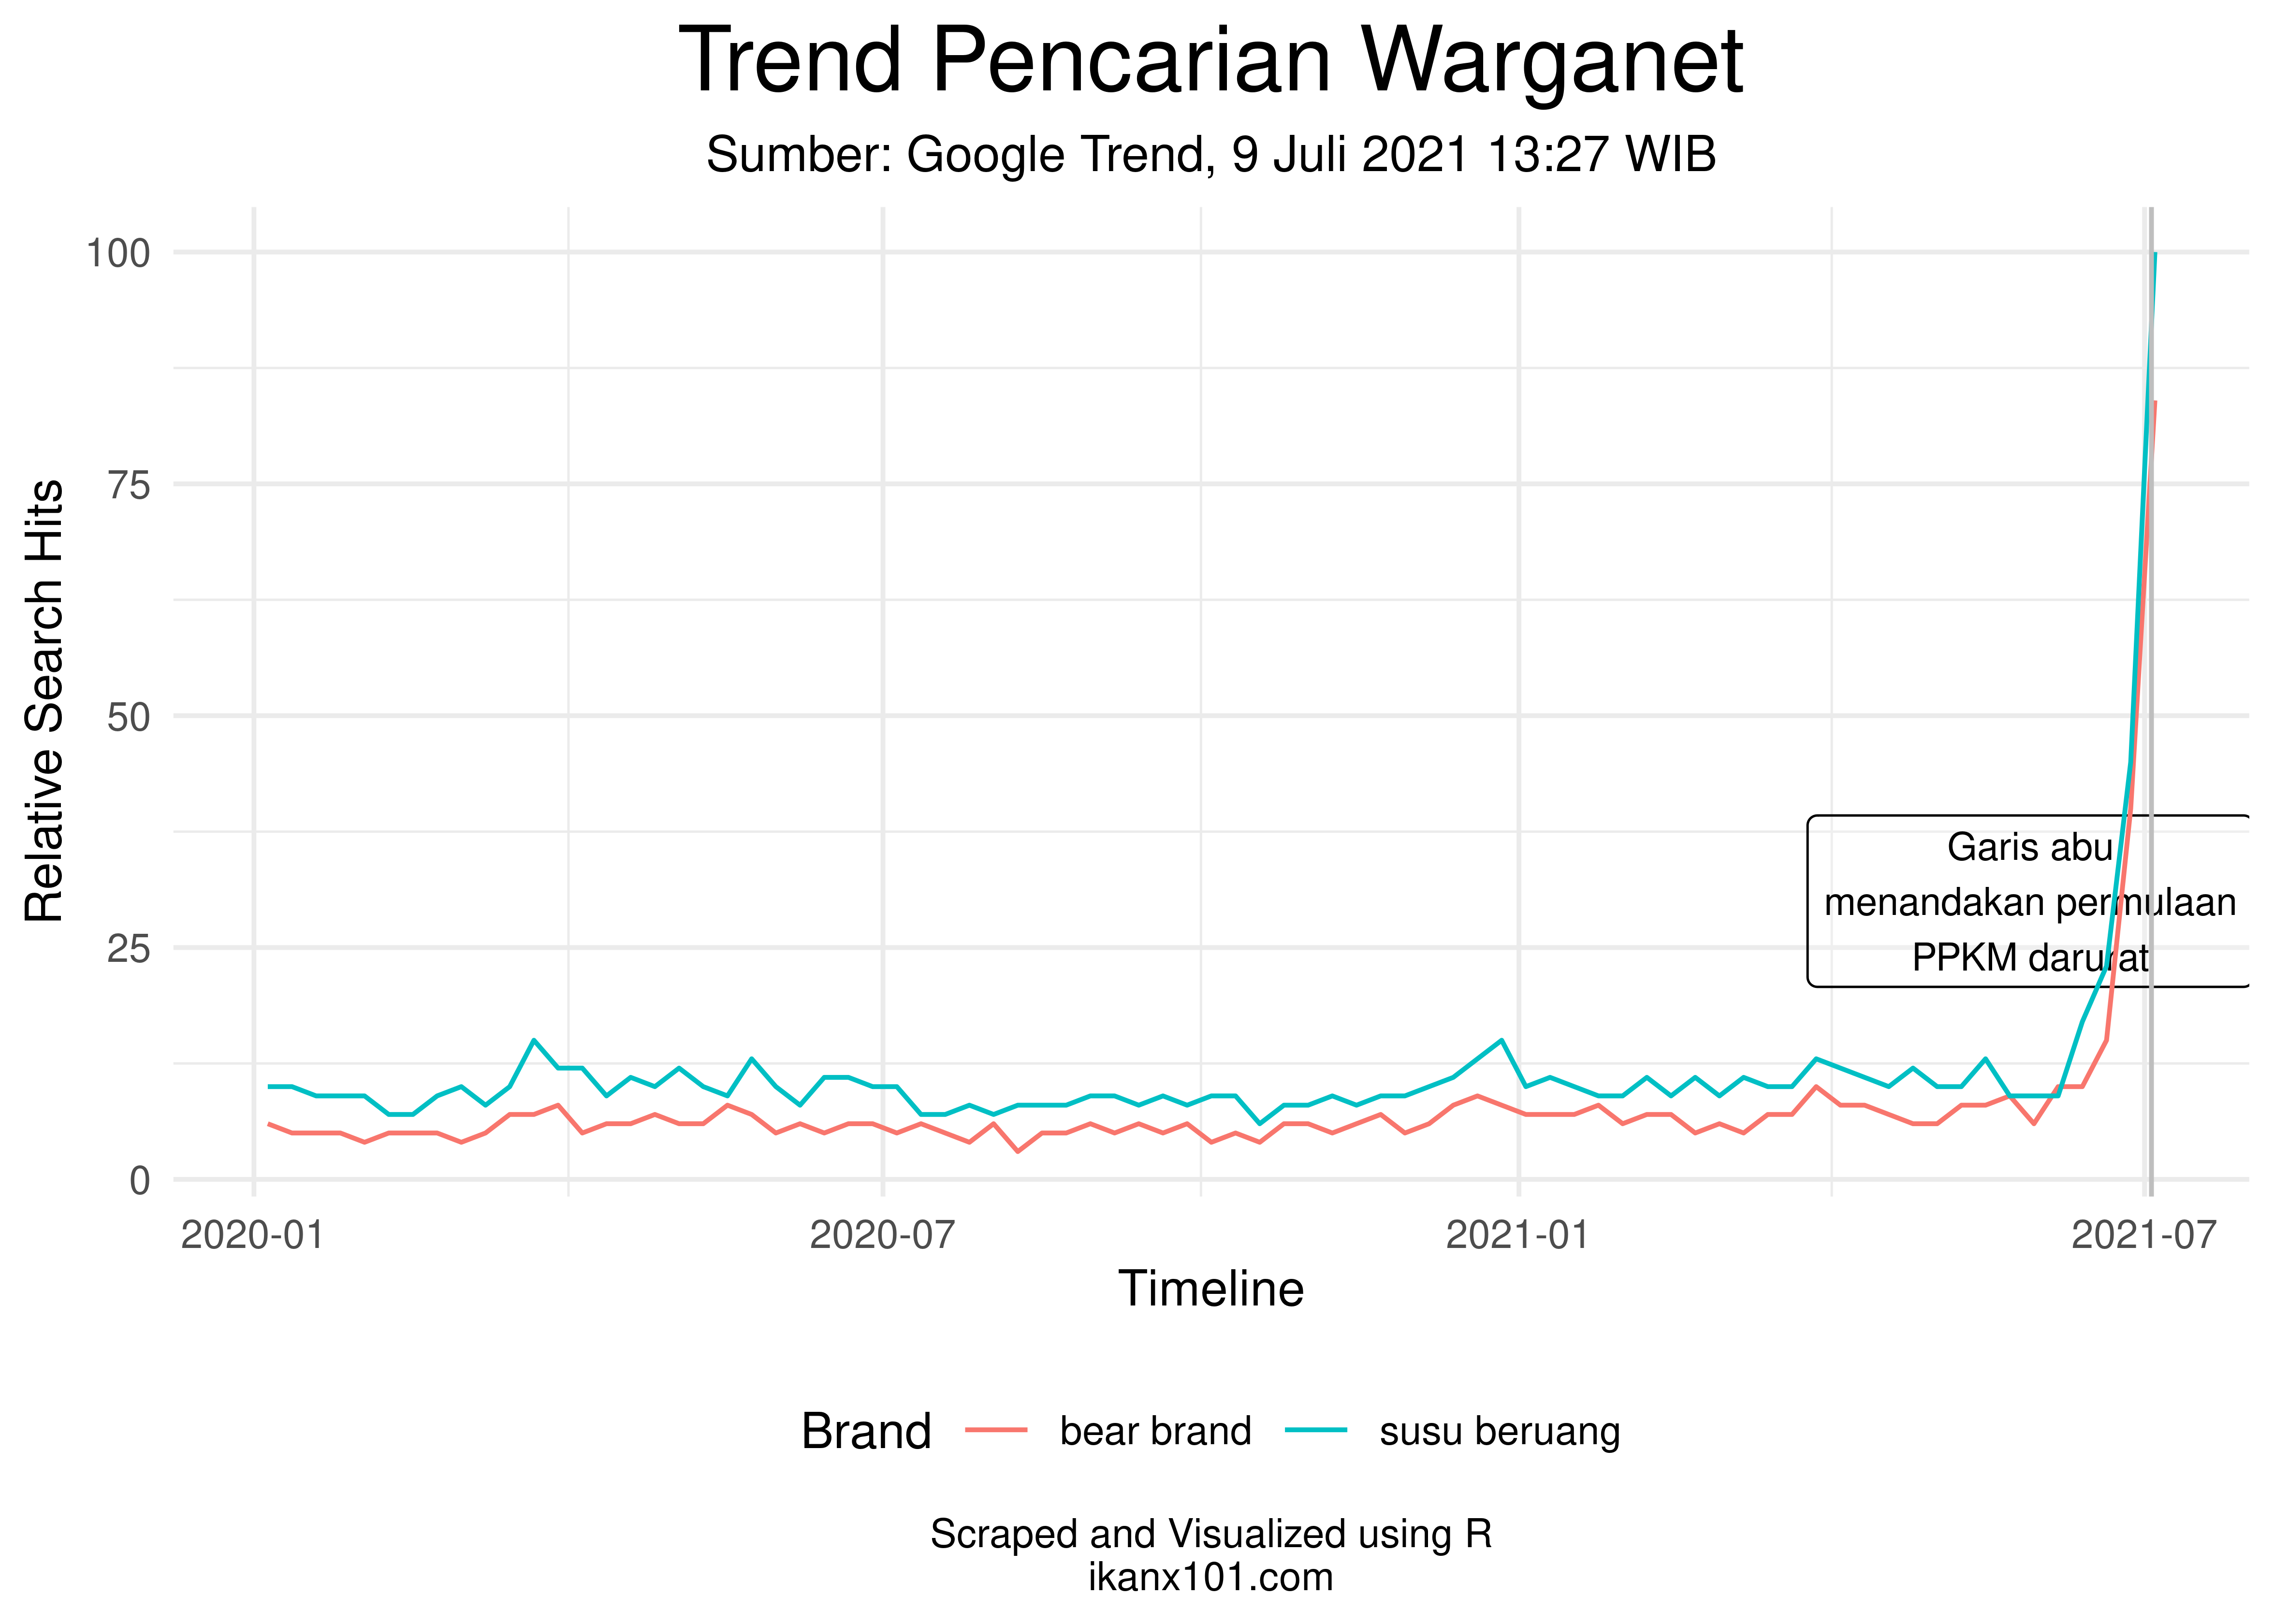 Trend Pencarian Warganet
Sumber: Google Trend, 9 Juli 2021 13:27 WIB
Relative Search Hits
100
75
50
25
0
Garis abu
menandakan permulaan
PPKM darurat
2020-01
2020-07
2021-01
2021-07
Timeline
Brand bear brand susu beruang
Scraped and Visualized using R
ikanx101.com